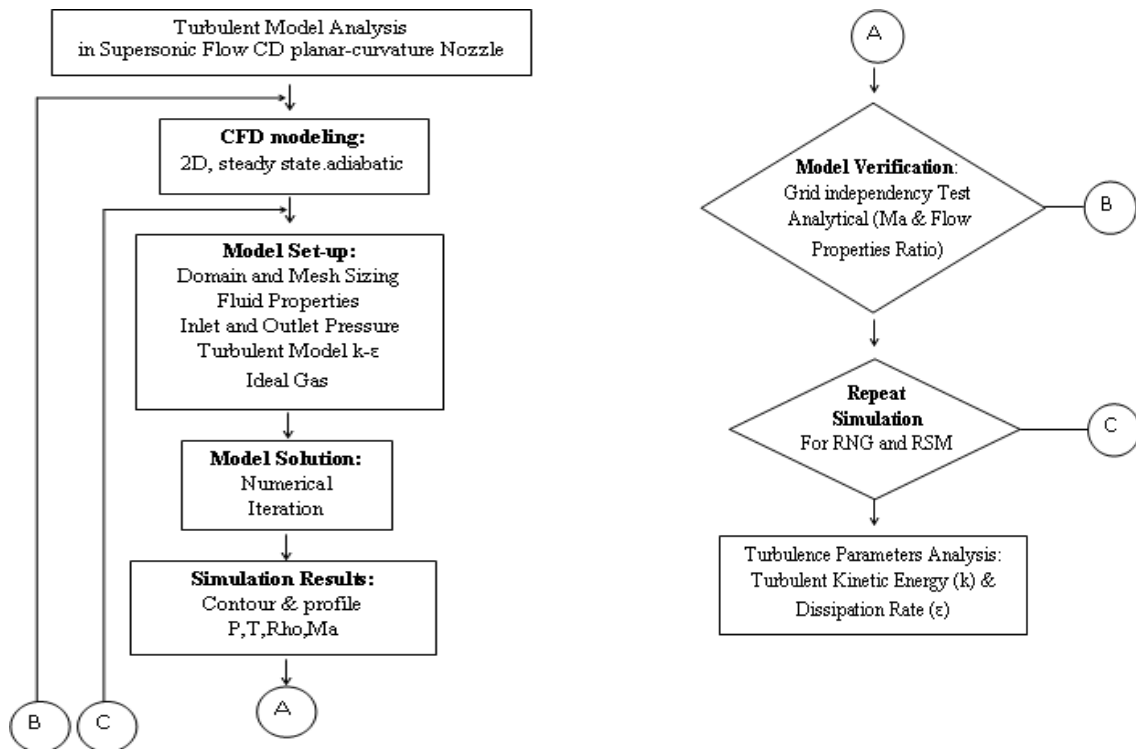 Turbulent Model Analysis
in Supersonic Flow CD planar-curvature Nozzle
CFD modeling:
2D, steady state.adiabatic
Model Set-up:
Domain and Mesh Sizing
Fluid Properties
Inlet and Outlet Pressure
Turbulent Model k-ε
Ideal Gas
Model Solution:
Numerical
Iteration
Simulation Results:
Contour & profile
P,T,Rho,Ma
B
C
A
A
Model Verification:
Grid independency Test
Analytical (Ma & Flow
Properties Ratio)
B
Repeat
Simulation
For RNG and RSM
C
Turbulence Parameters Analysis:
Turbulent Kinetic Energy (k) &
Dissipation Rate (ε)